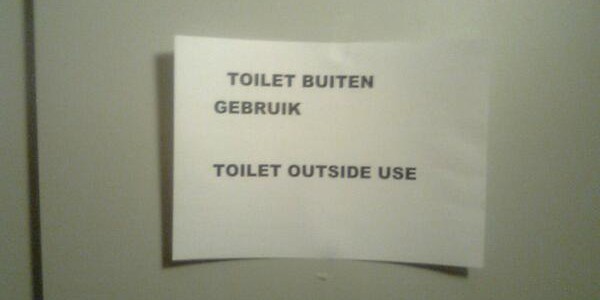 TOILET BUITEN
GEBRUIK
TOILET OUTSIDE USE